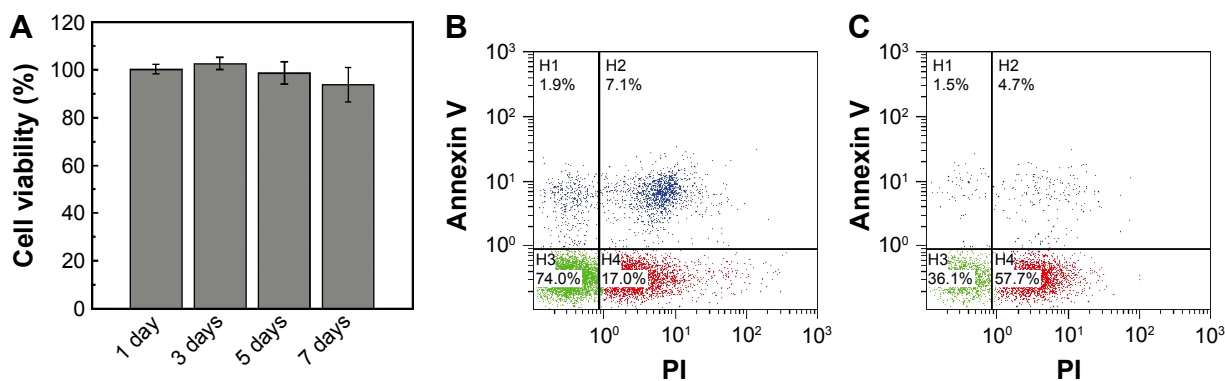 A
Cell viability (%)
120
100
80
60
40
20
0
1 day
3 days
5 days
7 days
B
Annexin V
10³
10²
10¹
10⁰
H1
1.9%
H2
7.1%
H3
74.0%
H4
17.0%
10⁰ 10¹ 10² 10³
PI
C
Annexin V
10³
10²
10¹
10⁰
H1
1.5%
H2
4.7%
H3
36.1%
H4
57.7%
10⁰ 10¹ 10² 10³
PI